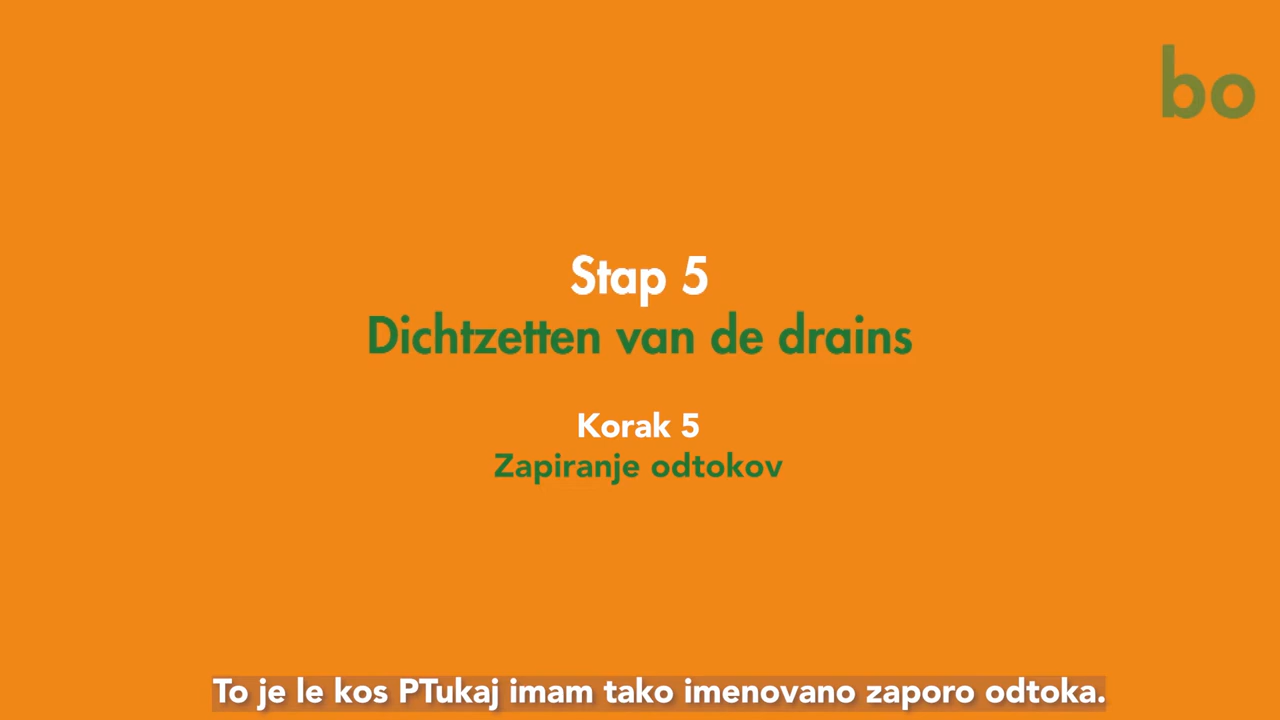 bo
Stap 5
Dichtzetten van de drains
Korak 5
Zapiranje odtokov
To je le kos PTukaj imam tako imenovano zaporo odtoka.